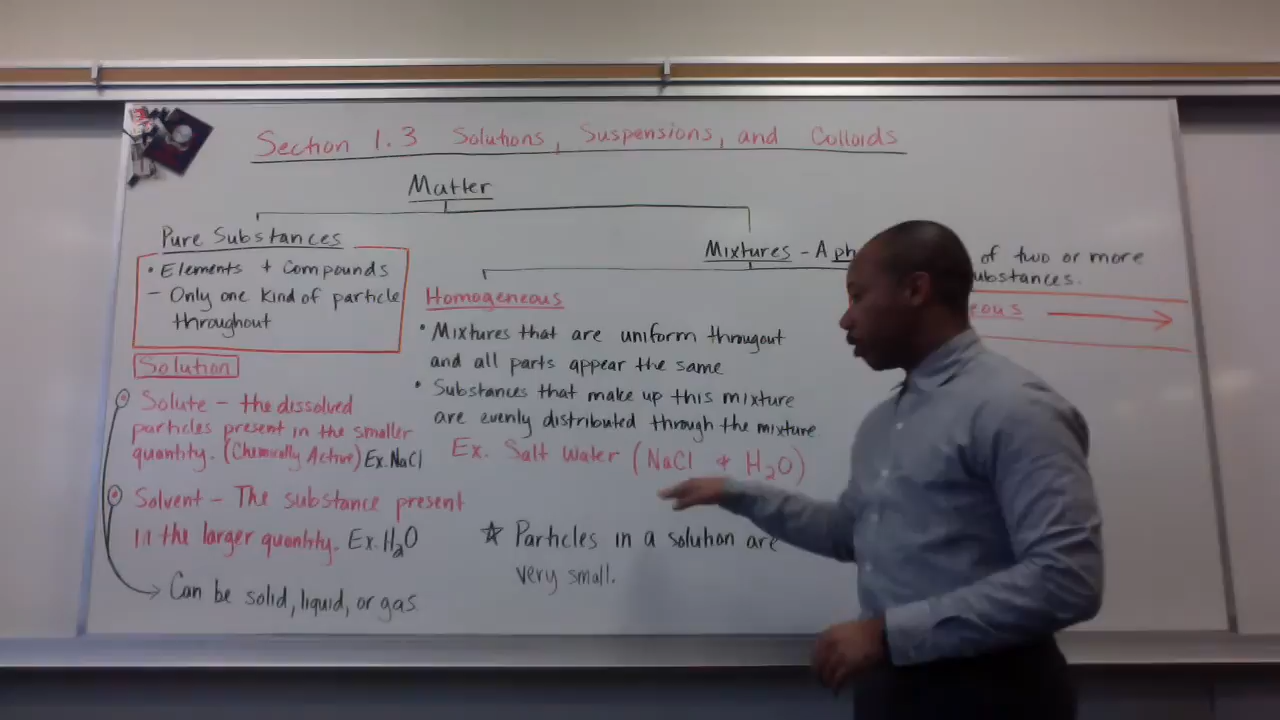 Section 1.3 Solutions, Suspensions, and Colloids
Matter
Pure Substances
• Elements + Compounds
- Only one kind of particle
throughout
Mixtures - A ph
of two or more
ubstances.
Homogeneous
eous
• Mixtures that are uniform througout
and all parts appear the same
• Substances that make up this mixture
are evenly distributed through the mixture
Ex. Salt Water (NaCl + H₂O)
☆ Particles in a solution are
very small.
Solution
Solute - the dissolved
particles present in the smaller
quantity. (Chemically Active) Ex. NaCl
Solvent - The substance present
in the larger quantity. Ex. H₂O
Can be solid, liquid, or gas